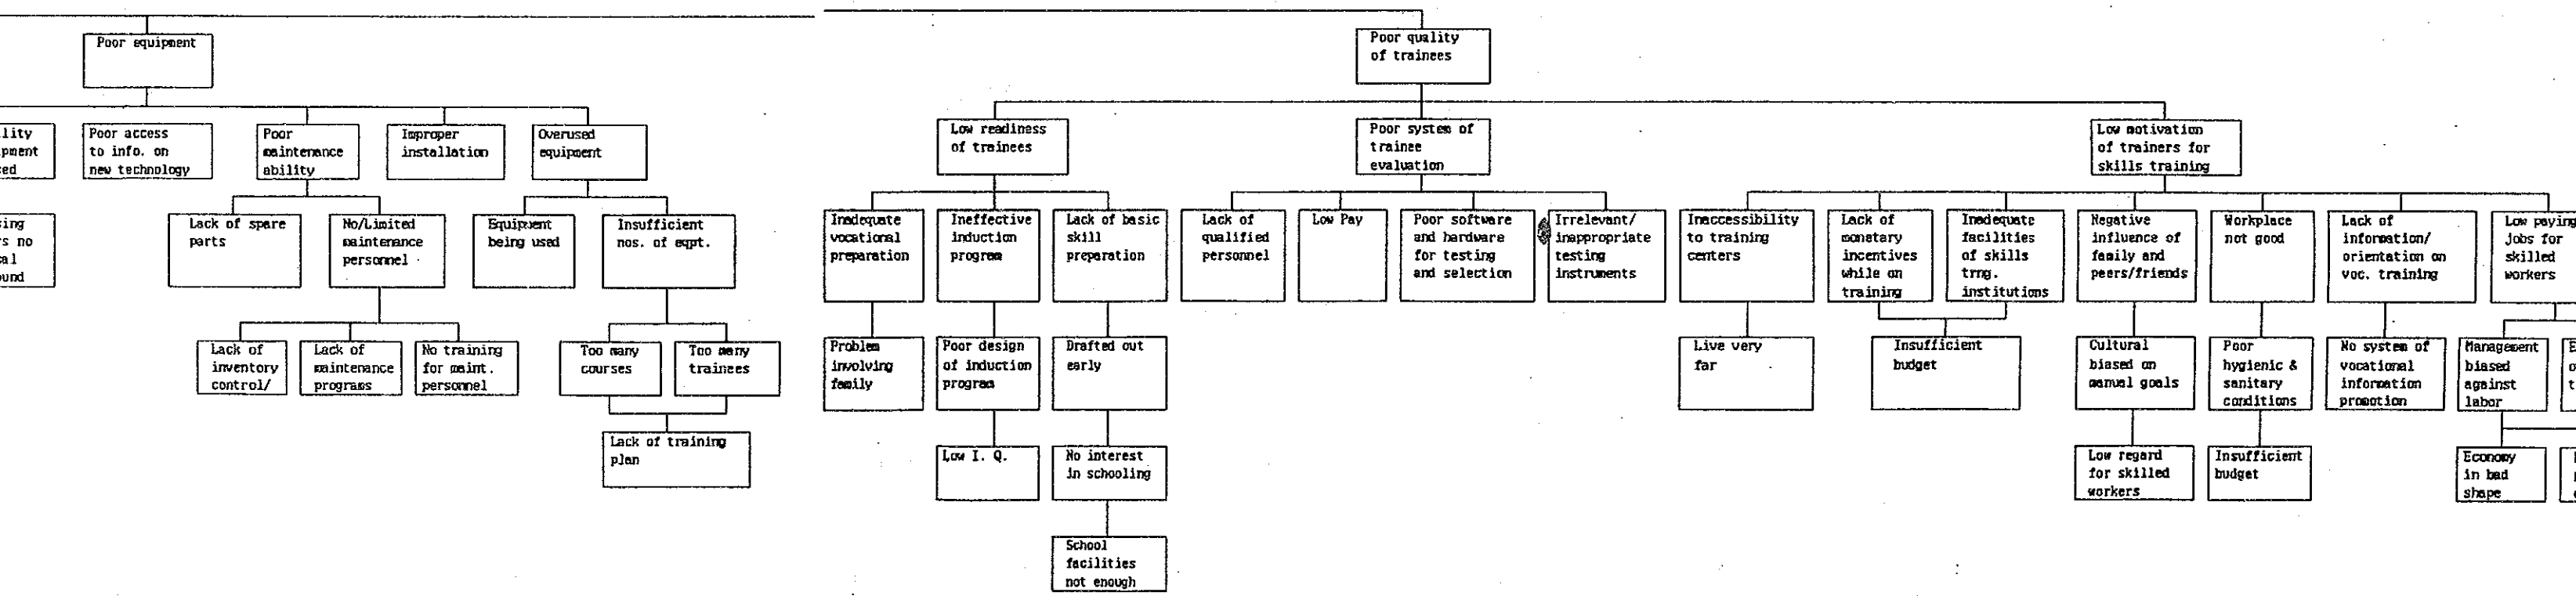 Poor equipment
Poor quality
of trainees
Poor access
to info. on
new technology
Poor
maintenance
ability
Improper
installation
Overused
equipment
Low readiness
of trainees
Poor system of
trainee
evaluation
Low motivation
of trainers for
skills training
Lack of spare
parts
No/Limited
maintenance
personnel
Equipment
being used
Insufficient
nos. of eqpt.
Inadequate
vocational
preparation
Ineffective
induction
program
Lack of basic
skill
preparation
Lack of
qualified
personnel
Low Pay
Poor software
and hardware
for testing
and selection
Irrelevant/
inappropriate
testing
instruments
Inaccessibility
to training
centers
Lack of
monetary
incentives
while on
training
Inadequate
facilities
of skills
trng.
institutions
Negative
influence of
family and
peers/friends
Workplace
not good
Lack of
information/
orientation on
voc. training
Low paying
jobs for
skilled
workers
Lack of
inventory
control/
Lack of
maintenance
programs
No training
for maint.
personnel
Too many
courses
Too many
trainees
Lack of training
plan
Problem
involving
family
Poor design
of induction
program
Drafted out
early
Live very
far
Insufficient
budget
Cultural
biased on
manual goals
Poor
hygienic &
sanitary
conditions
No system of
vocational
information
promotion
Management
biased
against
labor
Low I. Q.
No interest
in schooling
Low regard
for skilled
workers
Insufficient
budget
Economy
in bad
shape
School
facilities
not enough